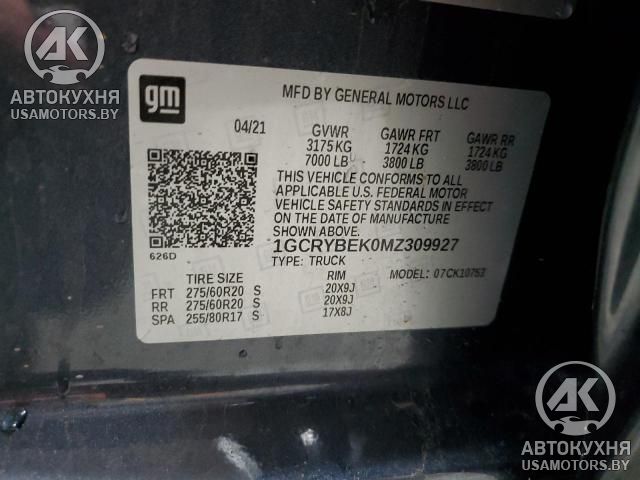 АК
АВТОКУХНЯ
USAMOTORS.BY
gm
MFD BY GENERAL MOTORS LLC
04/21 GVWR GAWR FRT GAWR RR
3175 KG 1724 KG 1724 KG
7000 LB 3800 LB 3800 LB
THIS VEHICLE CONFORMS TO ALL
APPLICABLE U.S. FEDERAL MOTOR
VEHICLE SAFETY STANDARDS IN EFFECT
ON THE DATE OF MANUFACTURE
SHOWN ABOVE.
626D
1GCRYBEK0MZ309927
TYPE: TRUCK MODEL: 07CK10753
TIRE SIZE RIM
FRT 275/60R20 S 20X9J
RR 275/60R20 S 20X9J
SPA 255/80R17 S 17X8J
АК
АВТОКУХНЯ
USAMOTORS.BY